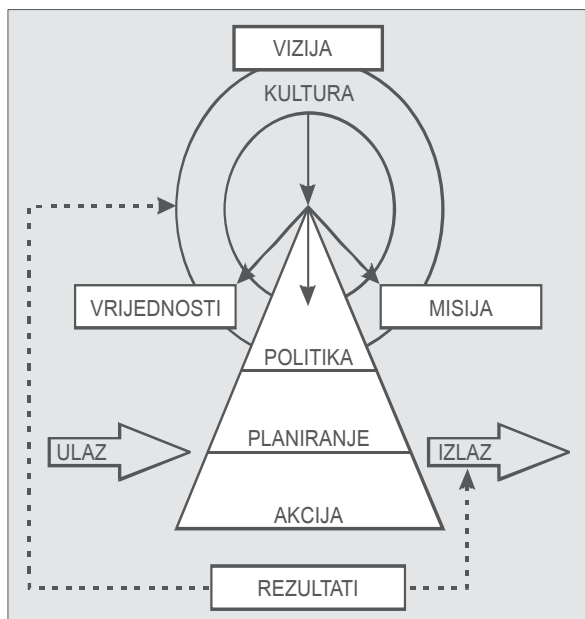 VIZIJA
KULTURA
VRIJEDNOSTI
MISIJA
POLITIKA
ULAZ
PLANIRANJE
IZLAZ
AKCIJA
REZULTATI